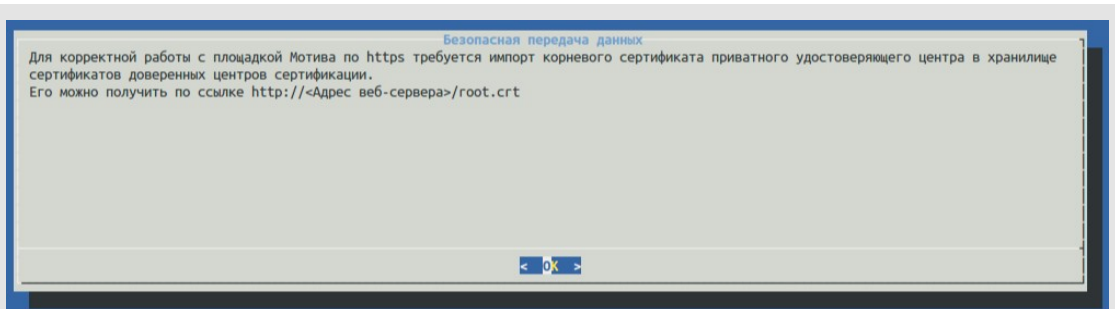 Безопасная передача данных
Для корректной работы с площадкой Мотива по https требуется импорт корневого сертификата приватного удостоверяющего центра в хранилище
сертификатов доверенных центров сертификации.
Его можно получить по ссылке http://<Адрес веб-сервера>/root.crt
< OK >